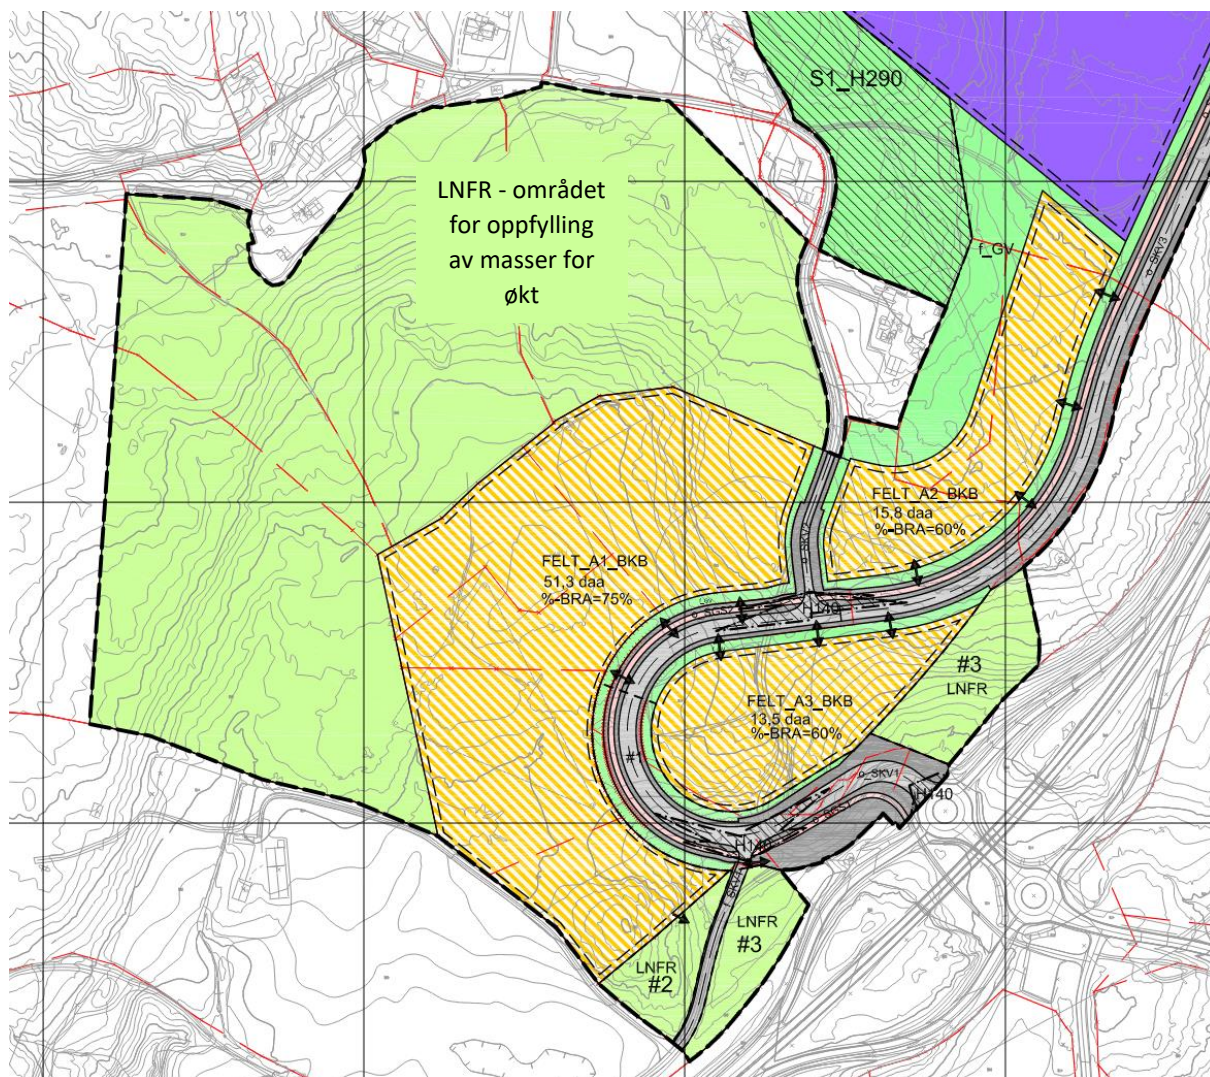 S1_H290
LNFR - området
for oppfylling
av masser for
økt
f_GV
o_SKV3
FELT_A2_BKB
15,8 daa
%-BRA=60%
FELT_A1_BKB
51,3 daa
%-BRA=75%
H140
#3
LNFR
FELT_A3_BKB
13,5 daa
%-BRA=60%
#1
o_SKV1
H140
H140
LNFR
#3
LNFR
#2